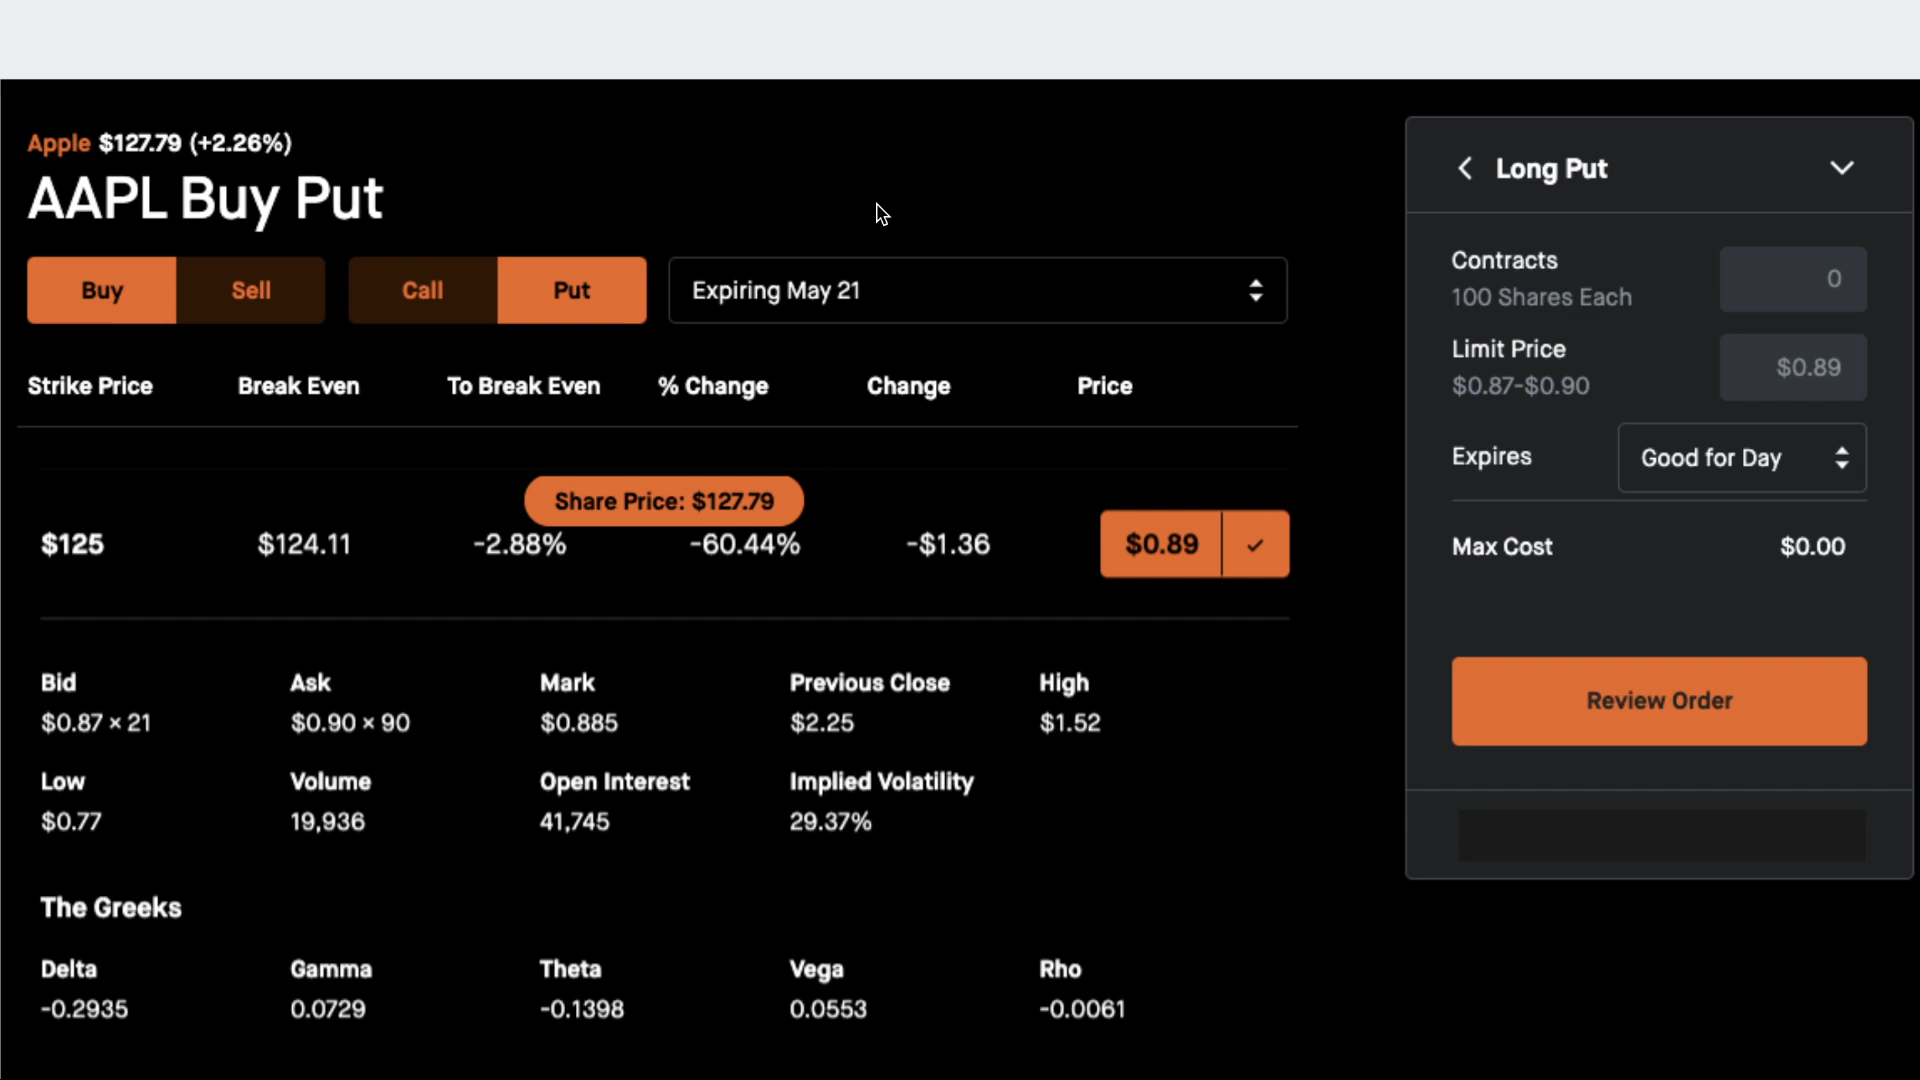 Apple $127.79 (+2.26%)
AAPL Buy Put
Buy Sell Call Put Expiring May 21
Strike Price Break Even To Break Even % Change Change Price
Share Price: $127.79
$125 $124.11 -2.88% -60.44% -$1.36 $0.89
Bid Ask Mark Previous Close High
$0.87 × 21 $0.90 × 90 $0.885 $2.25 $1.52
Low Volume Open Interest Implied Volatility
$0.77 19,936 41,745 29.37%
The Greeks
Delta Gamma Theta Vega Rho
-0.2935 0.0729 -0.1398 0.0553 -0.0061
Long Put
Contracts 0
100 Shares Each
Limit Price $0.89
$0.87-$0.90
Expires Good for Day
Max Cost $0.00
Review Order